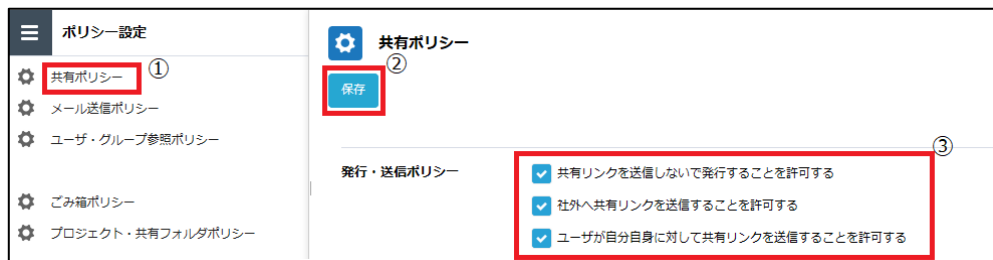 ポリシー設定
共有ポリシー
①
メール送信ポリシー
ユーザ・グループ参照ポリシー
ごみ箱ポリシー
プロジェクト・共有フォルダポリシー
共有ポリシー
②
保存
③
発行・送信ポリシー
共有リンクを送信しないで発行することを許可する
社外へ共有リンクを送信することを許可する
ユーザが自分自身に対して共有リンクを送信することを許可する